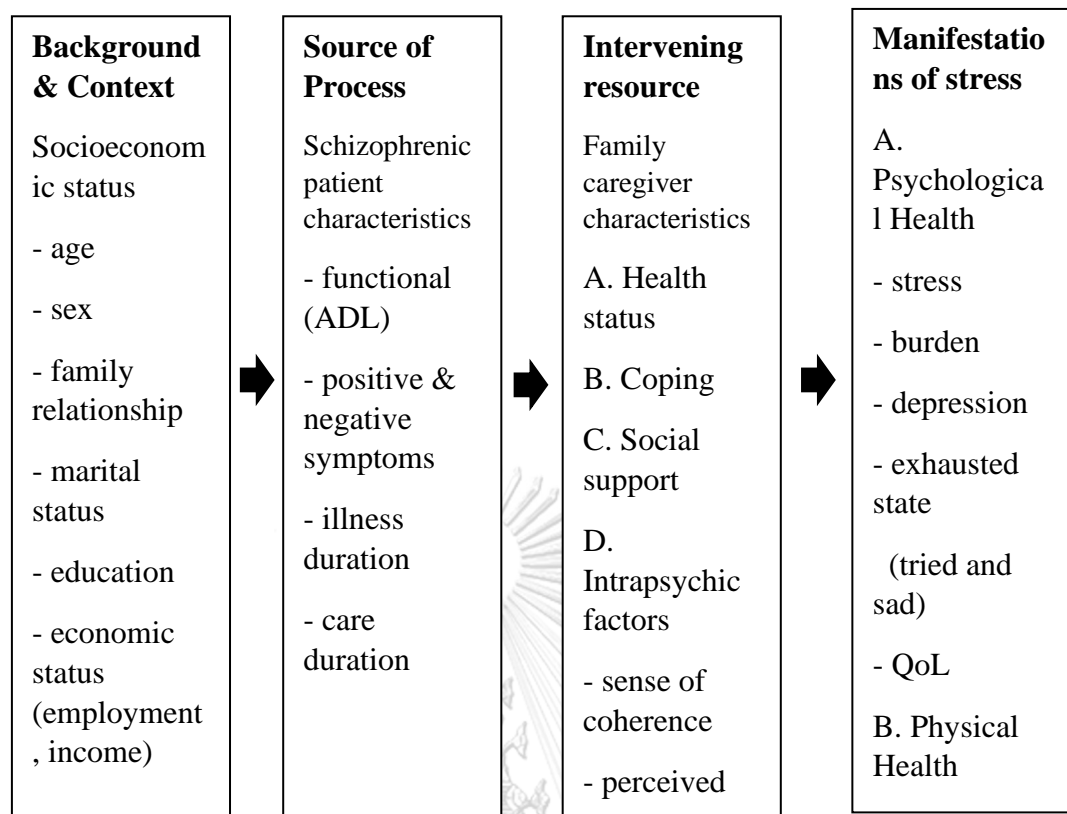 Background
& Context
Socioeconom
ic status
- age
- sex
- family
relationship
- marital
status
- education
- economic
status
(employment
, income)
Source of
Process
Schizophrenic
patient
characteristics
- functional
(ADL)
- positive &
negative
symptoms
- illness
duration
- care
duration
Intervening
resource
Family
caregiver
characteristics
A. Health
status
B. Coping
C. Social
support
D.
Intrapsychic
factors
- sense of
coherence
- perceived
Manifestatio
ns of stress
A.
Psychologica
l Health
- stress
- burden
- depression
- exhausted
state
(tried and
sad)
- QoL
B. Physical
Health